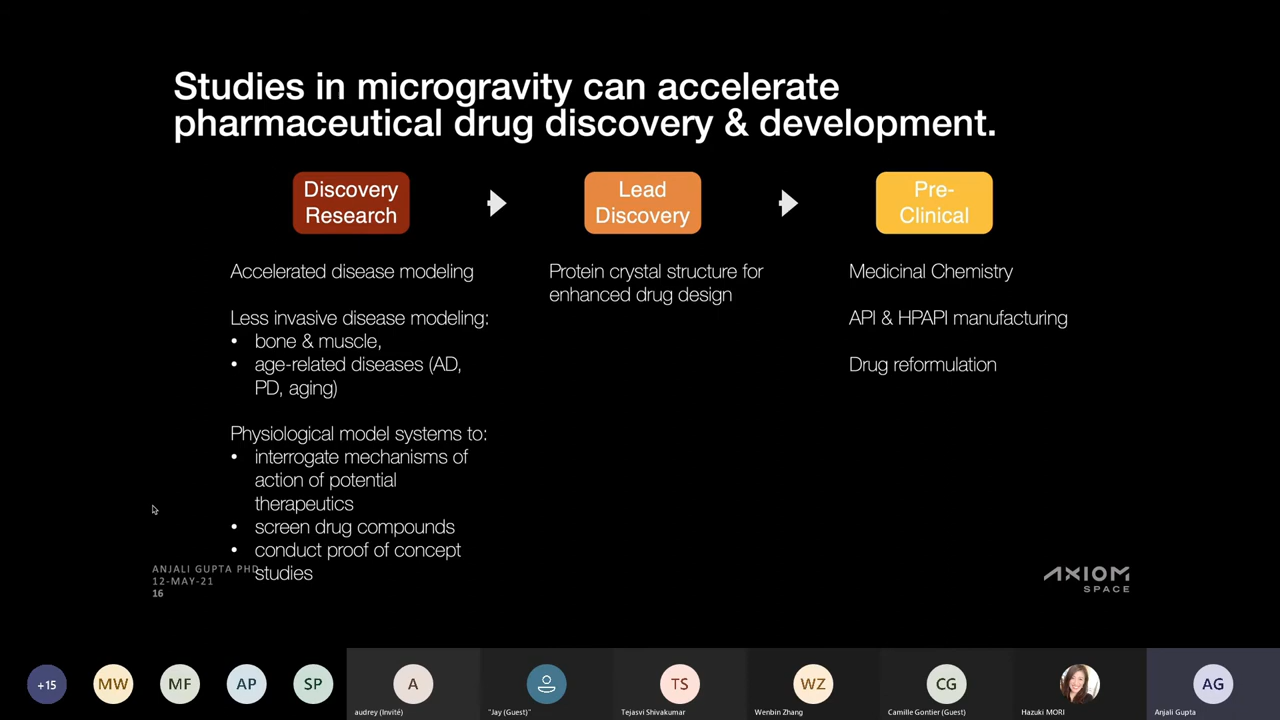 Studies in microgravity can accelerate
pharmaceutical drug discovery & development.
Discovery
Research
Lead
Discovery
Pre-
Clinical
Accelerated disease modeling
Less invasive disease modeling:
• bone & muscle,
• age-related diseases (AD,
PD, aging)
Physiological model systems to:
• interrogate mechanisms of
action of potential
therapeutics
• screen drug compounds
• conduct proof of concept
studies
Protein crystal structure for
enhanced drug design
Medicinal Chemistry
API & HPAPI manufacturing
Drug reformulation
ANJALI GUPTA PHD
12-MAY-21
16
AXIOM
SPACE
+15
MW
MF
AP
SP
A
audrey (Invité)
"Jay (Guest)"
TS
Tejasvi Shivakumar
WZ
Wenbin Zhang
CG
Camille Gontier (Guest)
Hazuki MORI
AG
Anjali Gupta